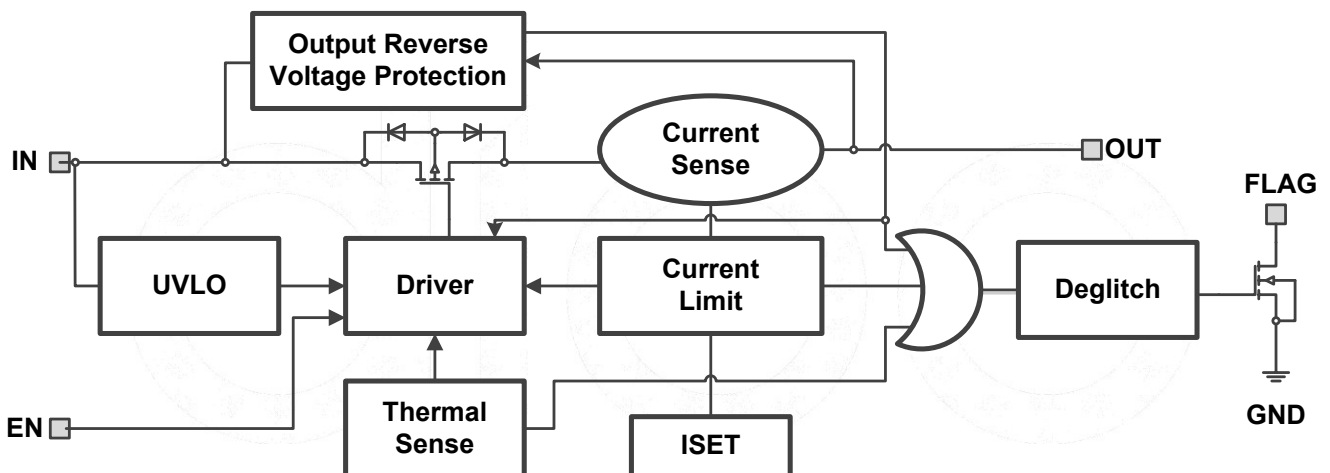 Output Reverse
Voltage Protection
IN
Current
Sense
OUT
FLAG
UVLO
Driver
Current
Limit
Deglitch
EN
Thermal
Sense
ISET
GND